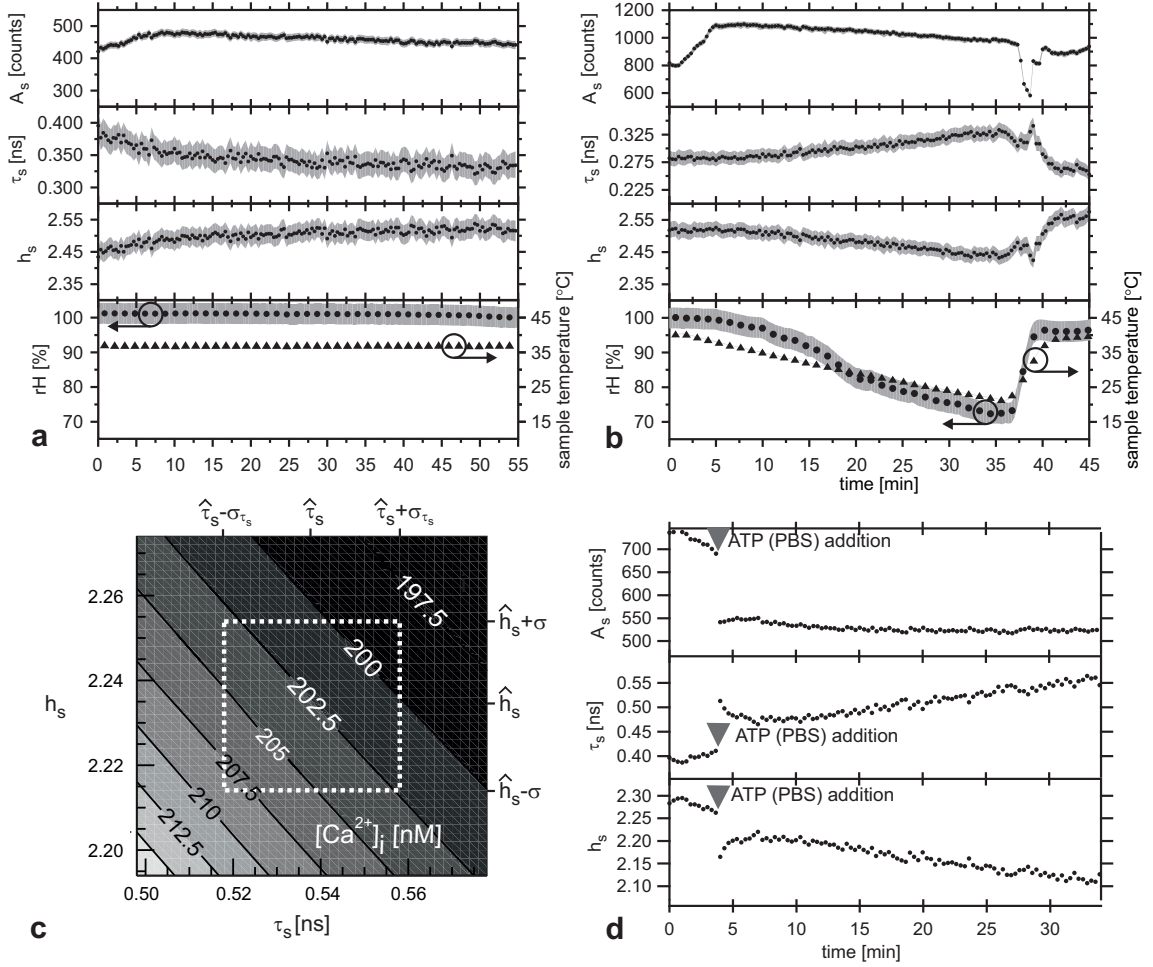 500
400
300
A_s [counts]
0.400
0.350
0.300
τ_s [ns]
2.55
2.45
2.35
h_s
100
90
80
70
rH [%]
45
35
25
15
sample temperature [°C]
0 5 10 15 20 25 30 35 40 45 50 55
a
1200
1000
800
600
A_s [counts]
0.325
0.275
0.225
τ_s [ns]
2.55
2.45
2.35
h_s
100
90
80
70
rH [%]
45
35
25
15
sample temperature [°C]
0 5 10 15 20 25 30 35 40 45
time [min]
b
τ̂_s-σ_τs τ̂_s τ̂_s+σ_τs
2.26
2.24
2.22
2.20
h_s
ĥ_s+σ
ĥ_s
ĥ_s-σ
197.5
200
202.5
205
207.5
210
212.5
[Ca²⁺]_i [nM]
0.50 0.52 0.54 0.56
τ_s [ns]
c
700
650
600
550
500
A_s [counts]
ATP (PBS) addition
0.55
0.50
0.45
0.40
τ_s [ns]
ATP (PBS) addition
2.30
2.25
2.20
2.15
2.10
h_s
ATP (PBS) addition
0 5 10 15 20 25 30
time [min]
d